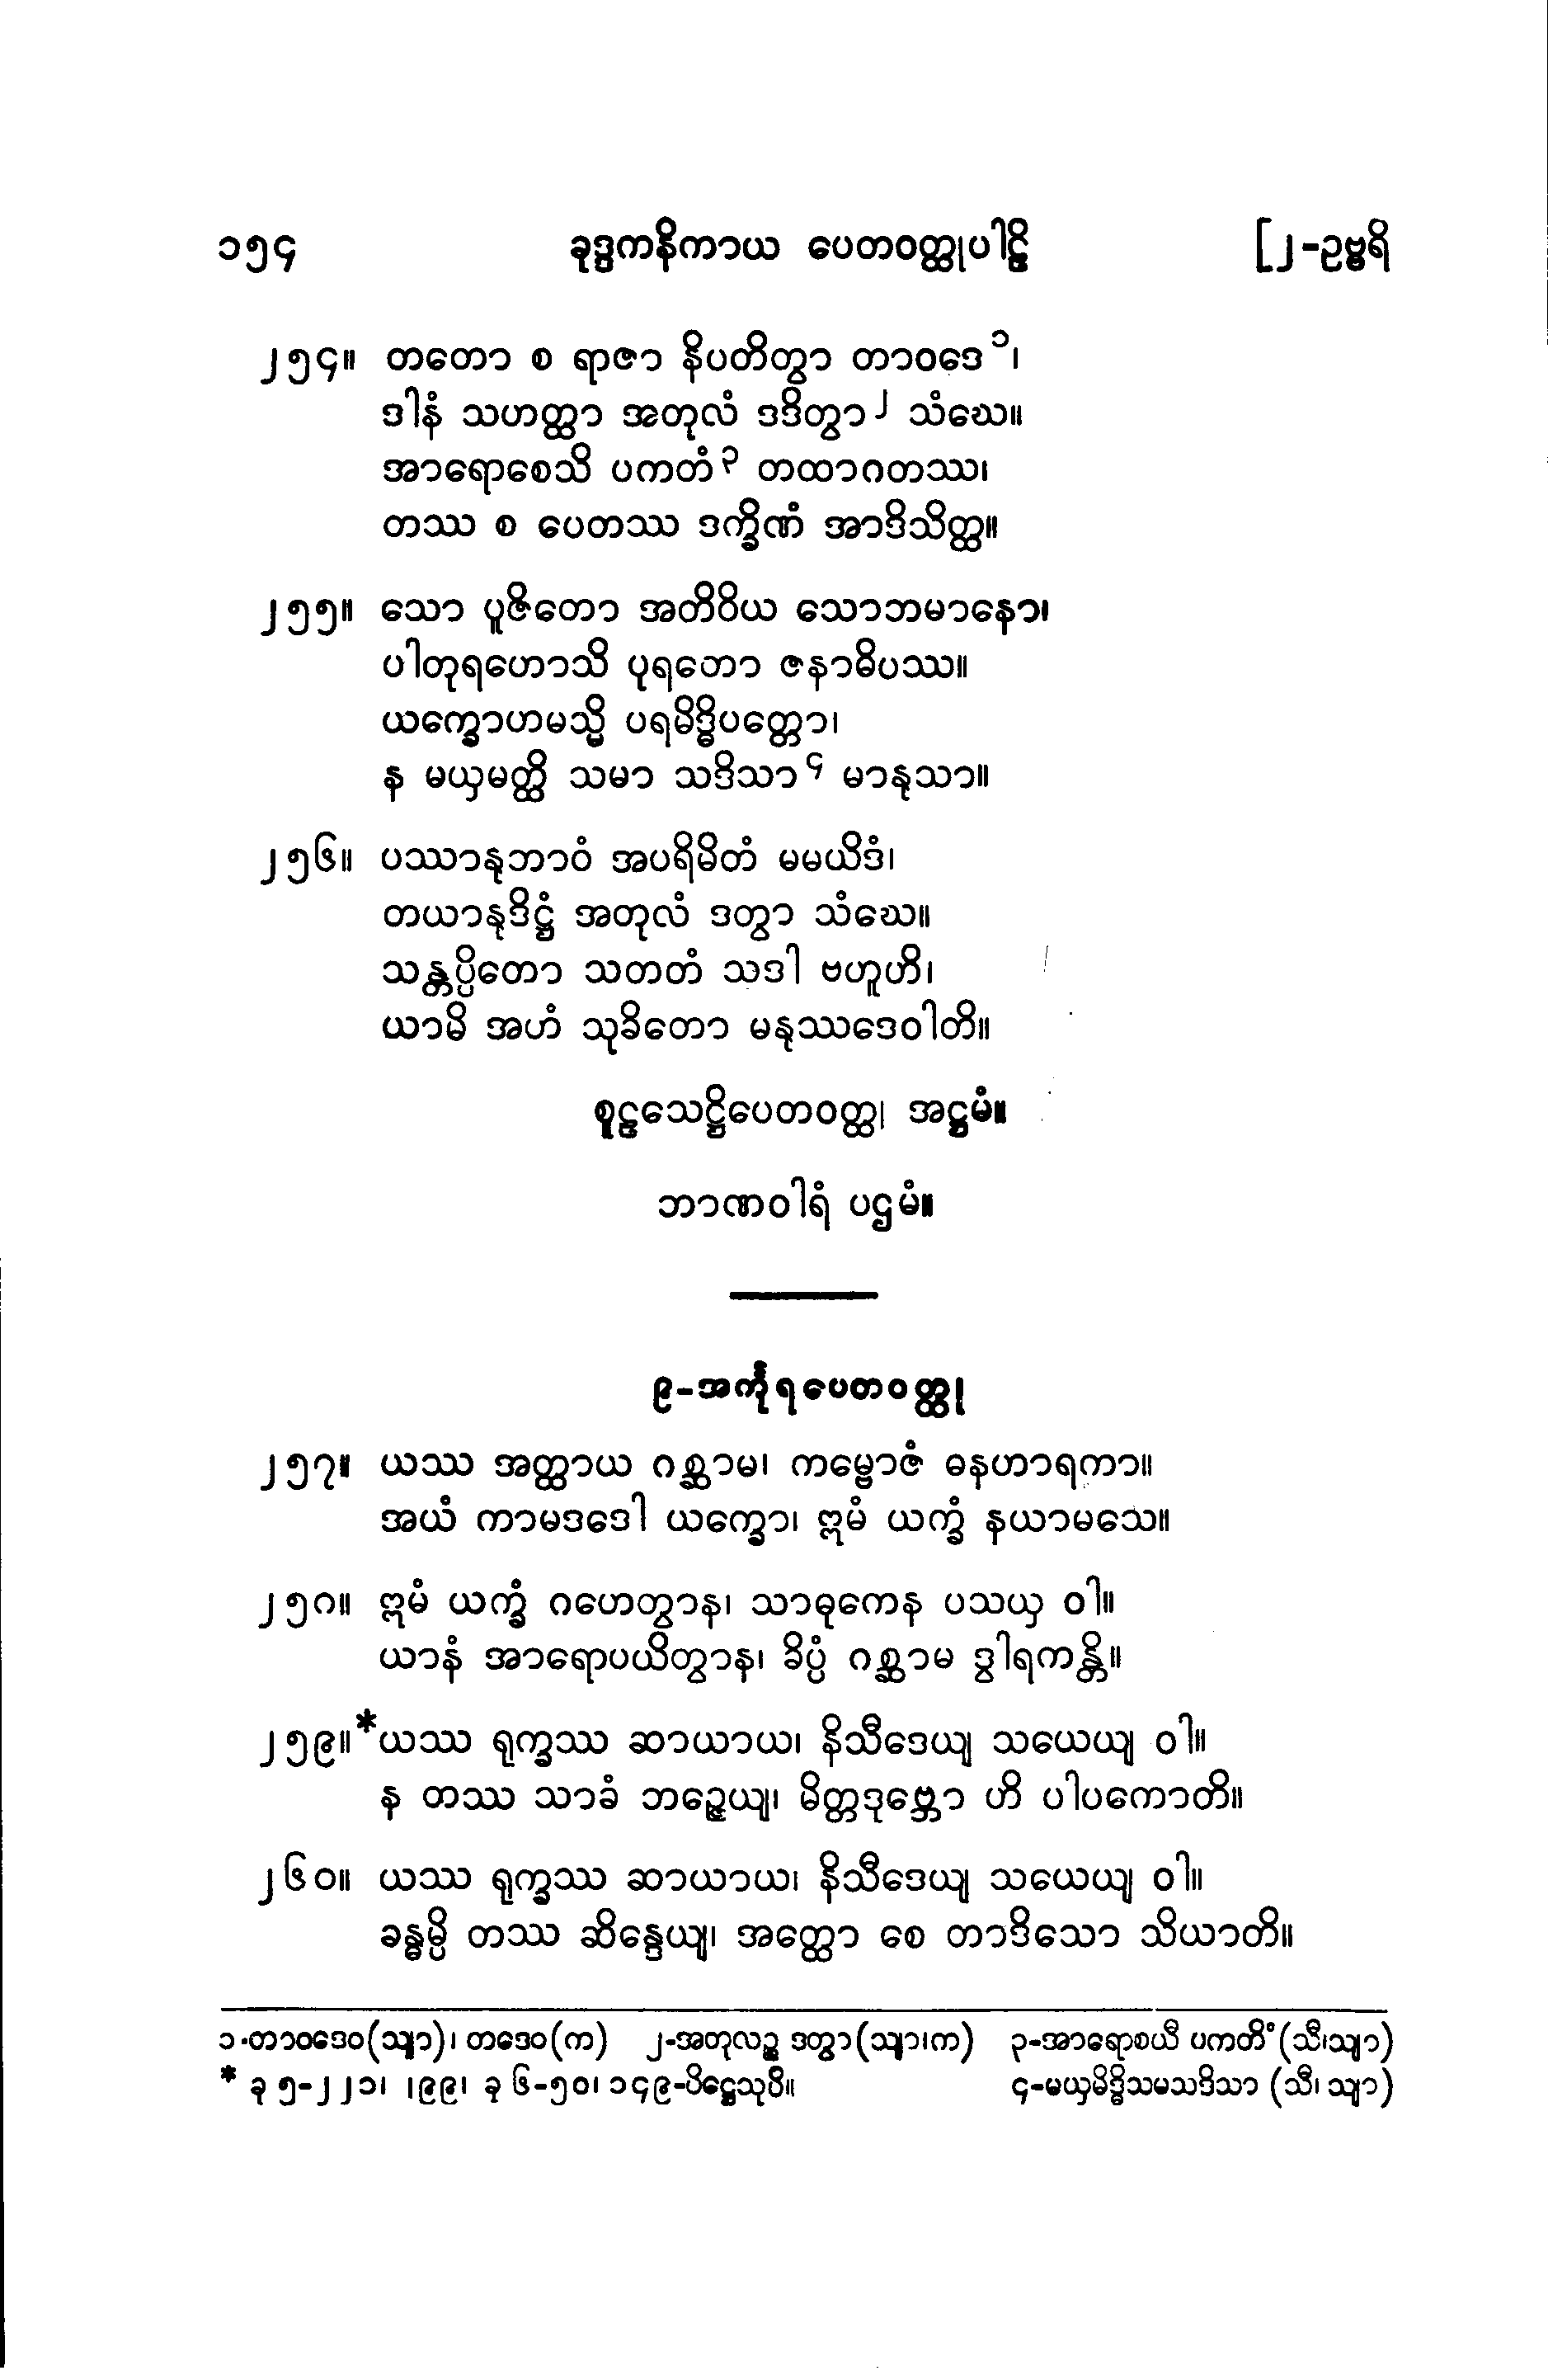 ၁၅၄ ခုဒ္ဒကနိကာယ ပေတဝတ္ထုပါဠိ [၂-ဥဗ္ဗရိ
၂၅၄။ တတော စ ရာဇာ နိပတိတွာ တာဝဒေ၁၊
ဒါနံ သဟတ္ထာ အတုလံ ဒဒိတွာ၂ သံဃေ။
အာရောစေသိ ပကတံ၃ တထာဂတဿ၊
တဿ စ ပေတဿ ဒက္ခိဏံ အာဒိသိတ္ထ။
၂၅၅။ သော ပူဇိတော အတိဝိယ သောဘမာနော၊
ပါတုရဟောသိ ပုရတော ဇနာဓိပဿ။
ယက္ခောဟမသ္မိ ပရမိဒ္ဓိပတ္တော၊
န မယှမတ္ထိ သမာ သဒိသာ၄ မာနုသာ။
၂၅၆။ ပဿာနုဘာဝံ အပရိမိတံ မမယိဒံ၊
တယာနုဒိဋ္ဌံ အတုလံ ဒတွာ သံဃေ။
သန္တပ္ပိတော သတတံ သဒါ ဗဟူဟိ၊
ယာမိ အဟံ သုခိတော မနုဿဒေဝါတိ။
စူဠသေဋ္ဌိပေတဝတ္ထု အဋ္ဌမံ။
ဘာဏဝါရံ ပဌမံ။
၉-အင်္ကုရပေတဝတ္ထု
၂၅၇။ ယဿ အတ္ထာယ ဂစ္ဆာမ၊ ကမ္ဗောဇံ ဓနဟာရကာ။
အယံ ကာမဒဒေါ ယက္ခော၊ ဣမံ ယက္ခံ နယာမသေ။
၂၅၈။ ဣမံ ယက္ခံ ဂဟေတွာန၊ သာဓုကေန ပသယှ ဝါ။
ယာနံ အာရောပယိတွာန၊ ခိပ္ပံ ဂစ္ဆာမ ဒွါရကန္တိ။
၂၅၉။*ယဿ ရုက္ခဿ ဆာယာယ၊ နိသီဒေယျ သယေယျ ဝါ။
န တဿ သာခံ ဘဉ္ဇေယျ၊ မိတ္တဒုဗ္ဘော ဟိ ပါပကောတိ။
၂၆၀။ ယဿ ရုက္ခဿ ဆာယာယ၊ နိသီဒေယျ သယေယျ ဝါ။
ခန္ဓမ္ပိ တဿ ဆိန္ဒေယျ၊ အတ္ထော စေ တာဒိသော သိယာတိ။
၁-တာဝဒေဝ(သျာ)၊ တဒေဝ(က) ၂-အတုလဉ္စ ဒတွာ(သျာ၊က) ၃-အာရောစယီ ပကတိံ(သီ၊သျာ)
* ခု ၅-၂၂၁၊ ၂၉၉၊ ခု ၆-၅၀၊ ၁၄၉-ပိဋ္ဌေသုပိ။ ၄-မယှမိဒ္ဓိသမသဒိသာ (သီ၊ သျာ)